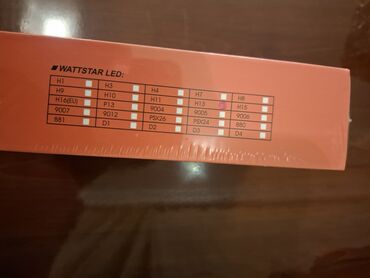 WATTSTAR LED:
H1 H3 H4 H7 H8
H9 H10 H11 H13 H15
H16(EU) P13 9004 9005 9006
9007 9012 PSX26 PSX24 880
881 D1 D2 D3 D4